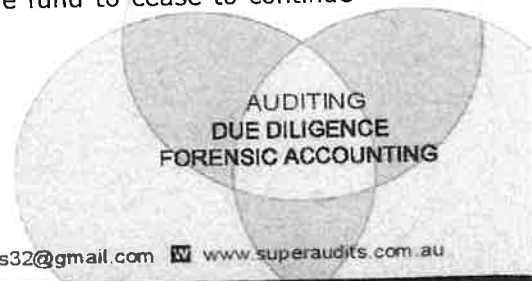 fund to cease to continue
AUDITING
DUE DILIGENCE
FORENSIC ACCOUNTING
s32@gmail.com W www.superaudits.com.au